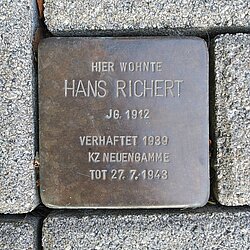 HIER WOHNTE
HANS RICHERT
JG. 1912
VERHAFTET 1939
KZ NEUENGAMME
TOT 27. 7. 1943